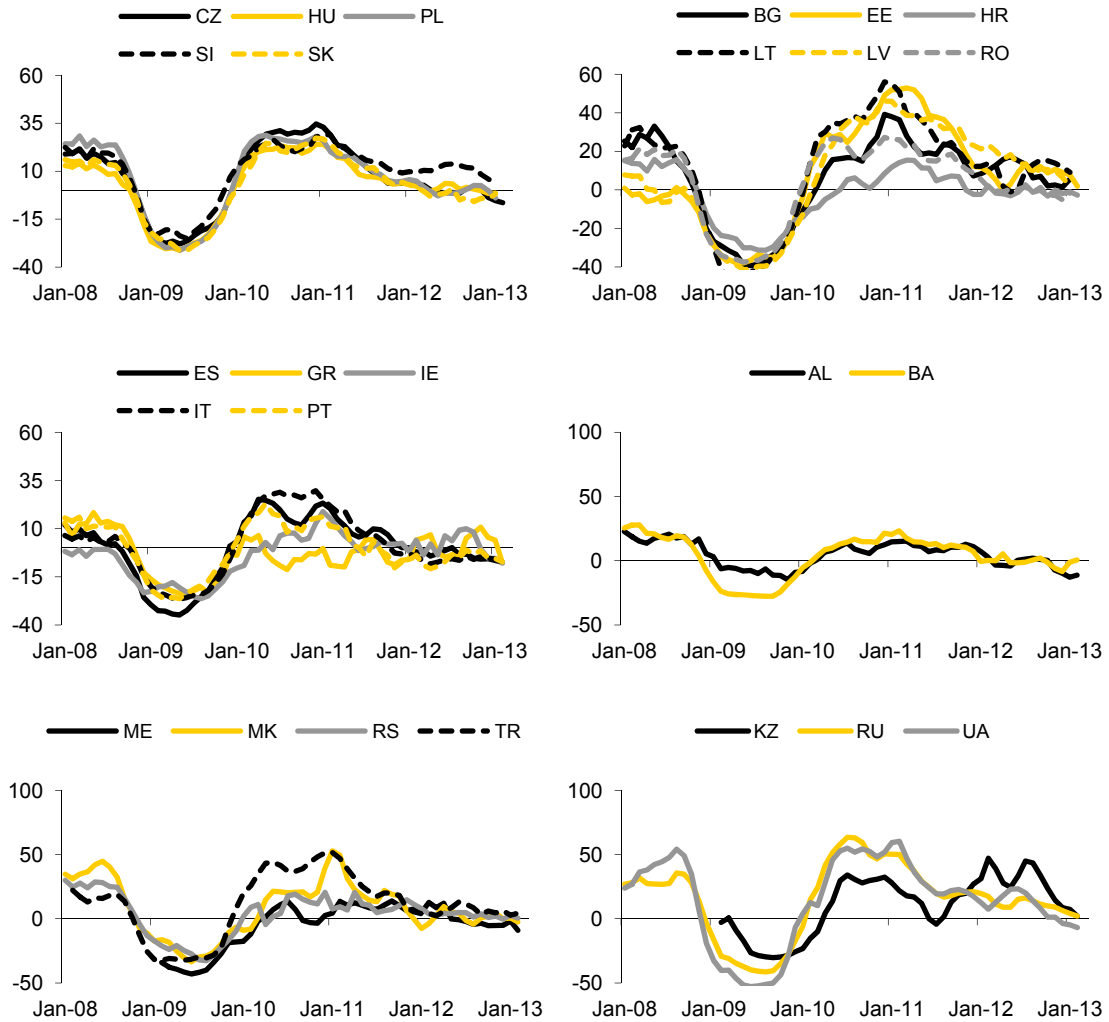 CZ HU PL
SI SK
60
35
10
-15
-40
Jan-08 Jan-09 Jan-10 Jan-11 Jan-12 Jan-13
BG EE HR
LT LV RO
60
40
20
0
-20
-40
Jan-08 Jan-09 Jan-10 Jan-11 Jan-12 Jan-13
ES GR IE
IT PT
60
35
10
-15
-40
Jan-08 Jan-09 Jan-10 Jan-11 Jan-12 Jan-13
AL BA
100
50
0
-50
Jan-08 Jan-09 Jan-10 Jan-11 Jan-12 Jan-13
ME MK RS TR
100
50
0
-50
Jan-08 Jan-09 Jan-10 Jan-11 Jan-12 Jan-13
KZ RU UA
100
50
0
-50
Jan-08 Jan-09 Jan-10 Jan-11 Jan-12 Jan-13